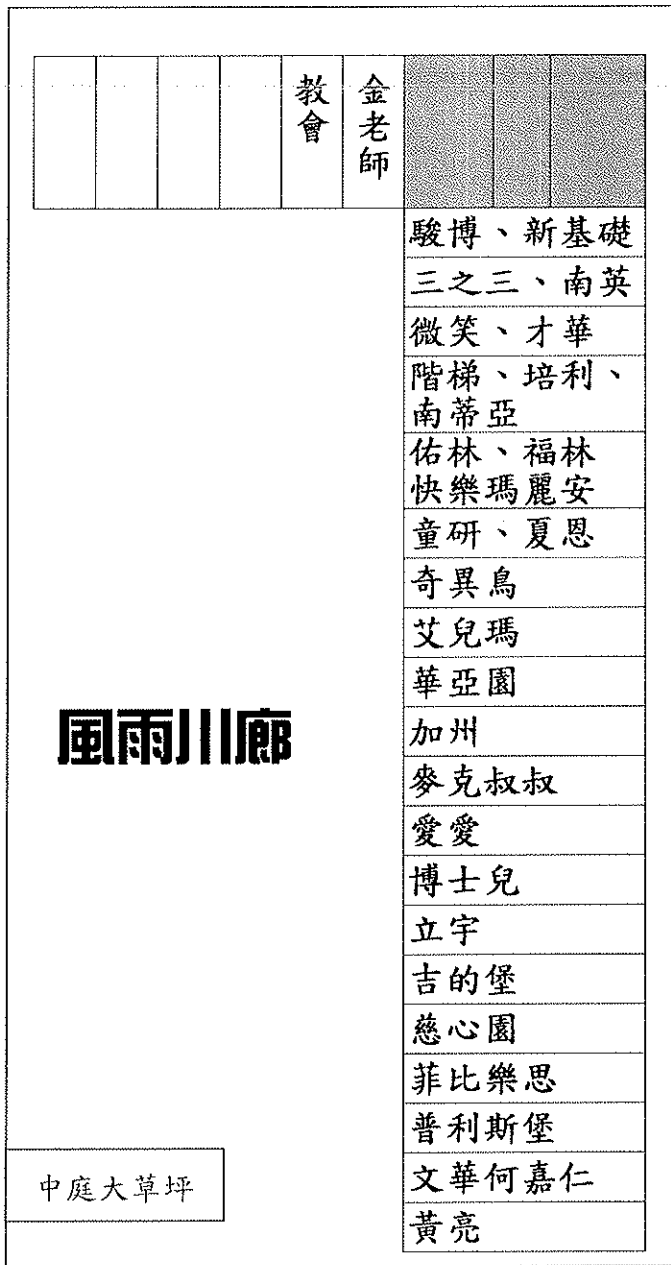 教會
金老師
駿博、新基礎
三之三、南英
微笑、才華
階梯、培利、
南蒂亞
佑林、福林
快樂瑪麗安
童研、夏恩
奇異鳥
艾兒瑪
華亞園
加州
麥克叔叔
愛愛
博士兒
立宇
吉的堡
慈心園
菲比樂思
普利斯堡
文華何嘉仁
黃亮
風雨川廊
中庭大草坪